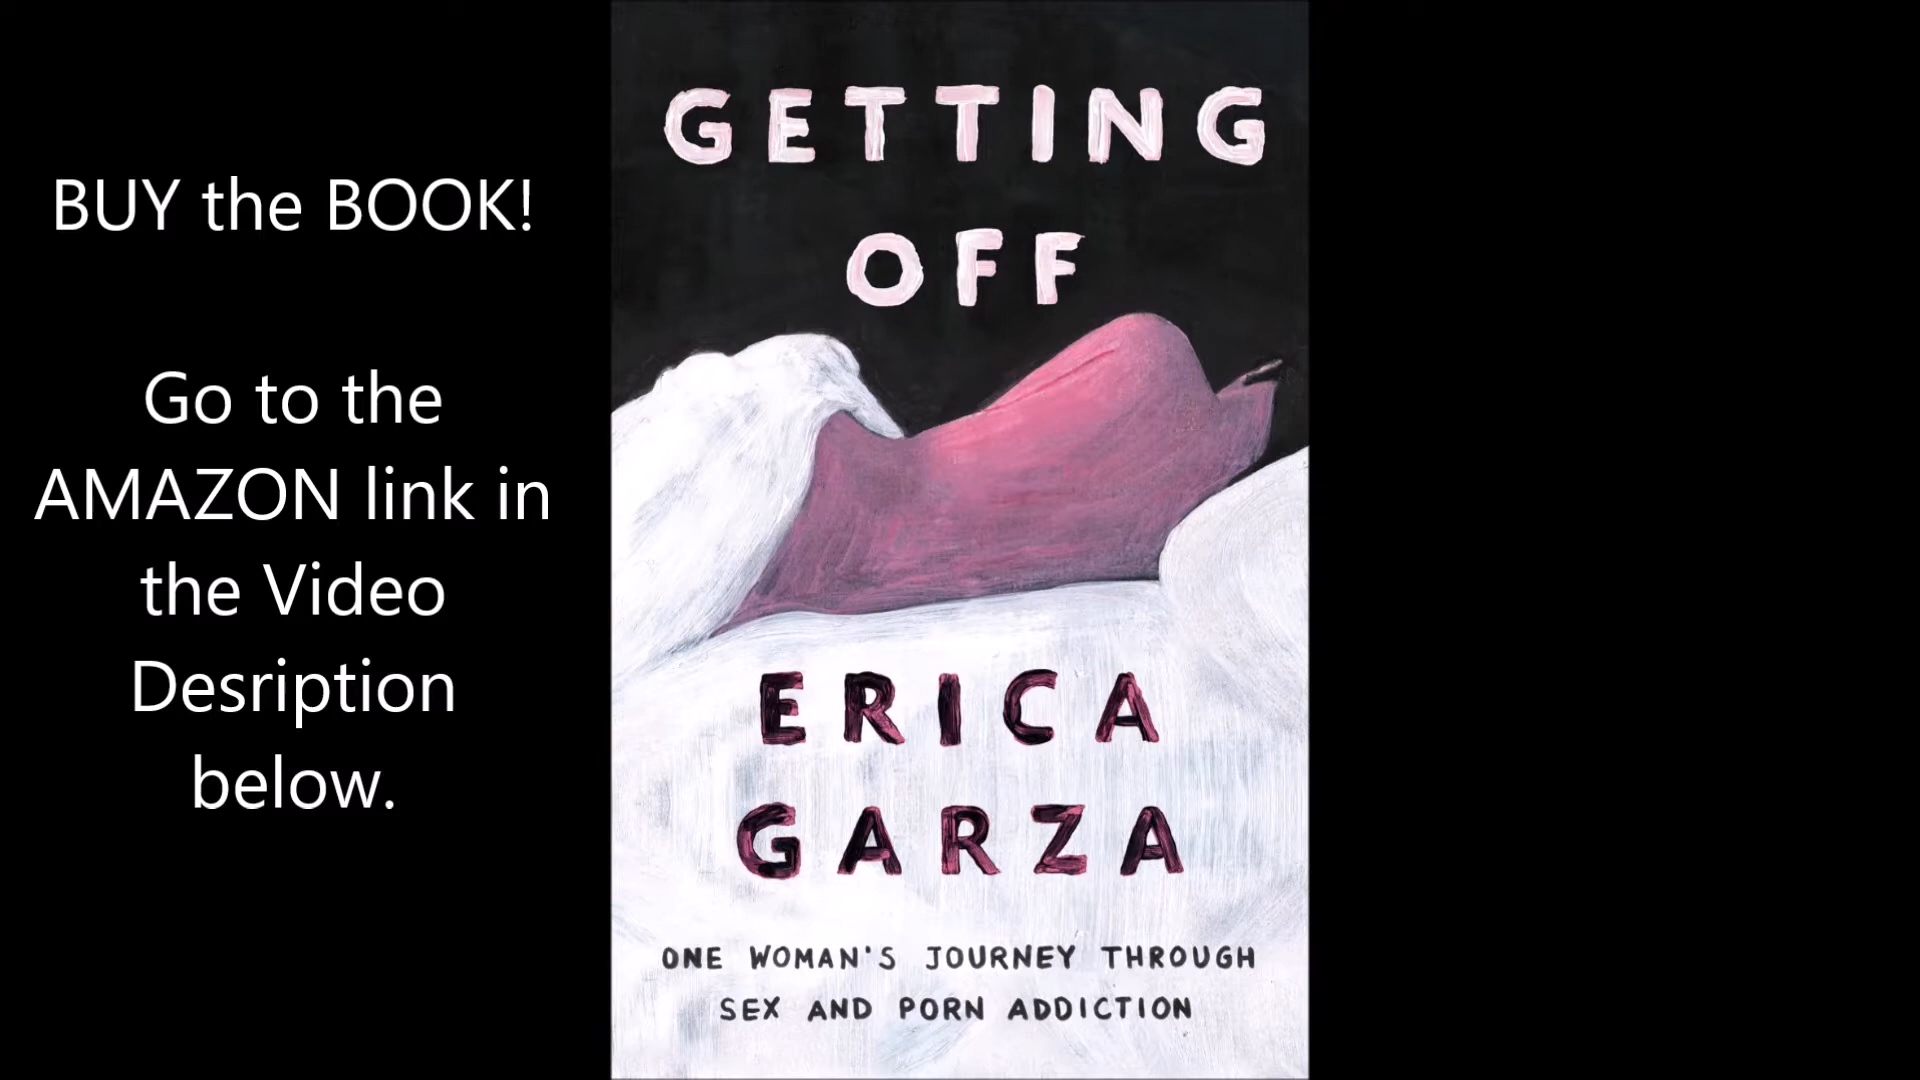 BUY the BOOK!
Go to the
AMAZON link in
the Video
Desription
below.
GETTING
OFF
ERICA
GARZA
ONE WOMAN'S JOURNEY THROUGH
SEX AND PORN ADDICTION